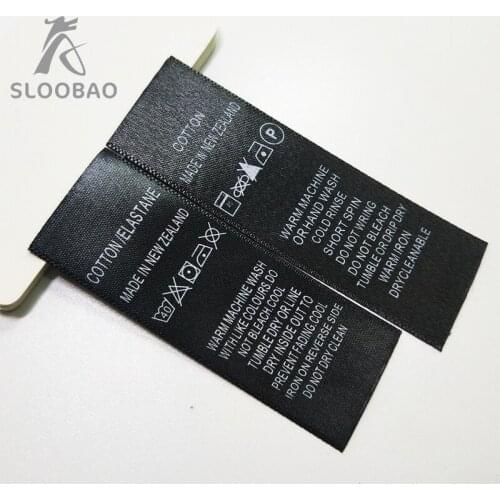 SLOOBAO
COTTON/ELASTANE
MADE IN NEW ZEALAND
WARM MACHINE WASH
WITH LIKE COLOURS DO
NOT BLEACH, COOL
TUMBLE DRY OR LINE
DRY INSIDE OUT TO
PREVENT FADING, COOL
IRON ON REVERSE SIDE
DO NOT DRY CLEAN
COTTON
MADE IN NEW ZEALAND
P
WARM MACHINE
OR HAND WASH
COLD RINSE
SHORT SPIN
DO NOT WRING
DO NOT BLEACH
TUMBLE OR DRIP DRY
WARM IRON
DRYCLEANABLE